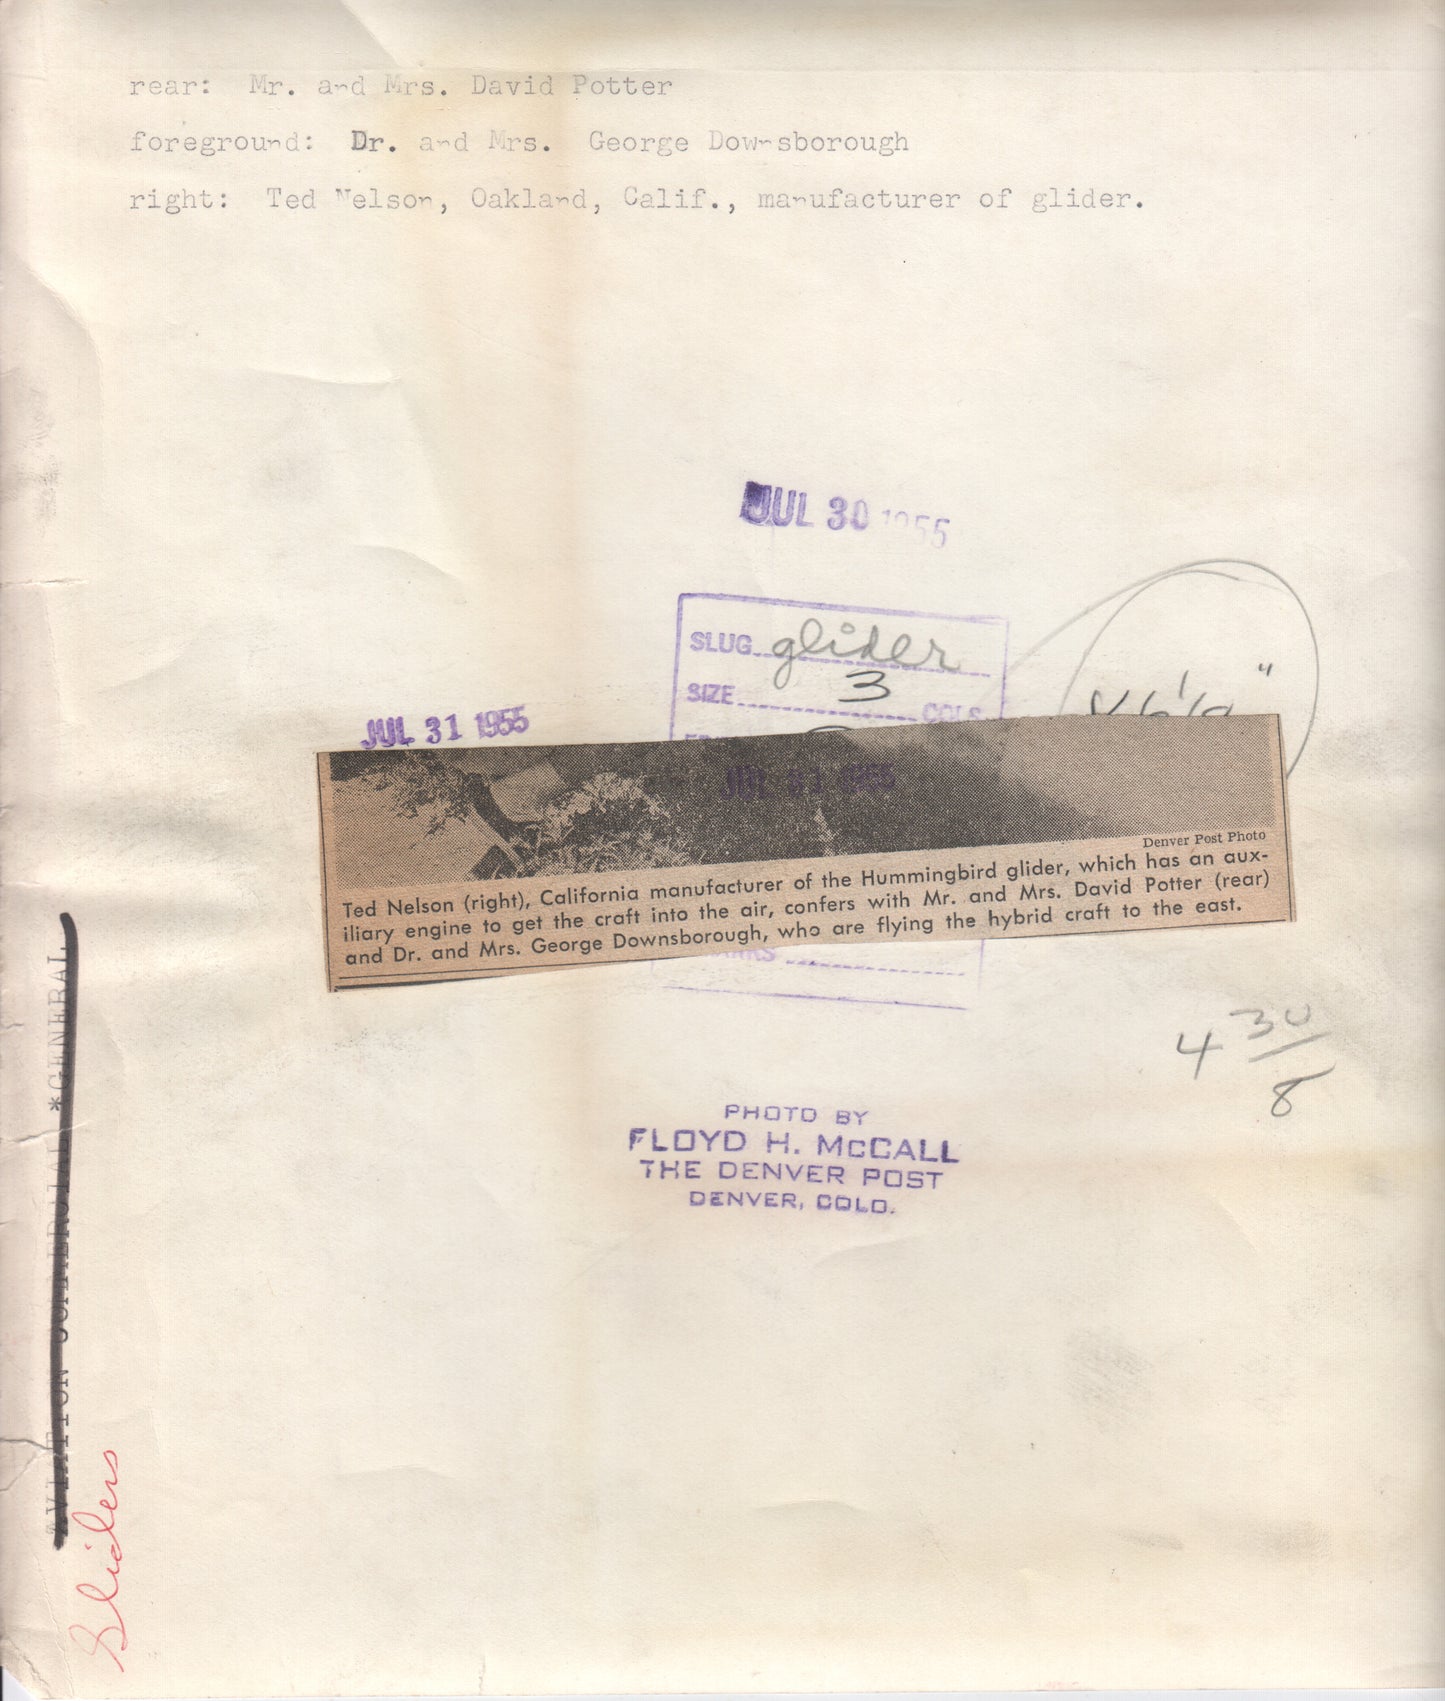 rear: Mr. and Mrs. David Potter
foreground: Dr. and Mrs. George Downsborough
right: Ted Nelson, Oakland, Calif., manufacturer of glider.
JUL 30 1955
SLUG glider
SIZE 3 COLS
JUL 31 1955
JUL 31 1955
Denver Post Photo
Ted Nelson (right), California manufacturer of the Hummingbird glider, which has an aux-
iliary engine to get the craft into the air, confers with Mr. and Mrs. David Potter (rear)
and Dr. and Mrs. George Downsborough, who are flying the hybrid craft to the east.
4 30/8
PHOTO BY
FLOYD H. McCALL
THE DENVER POST
DENVER, COLO.
*GENERAL
Gliders